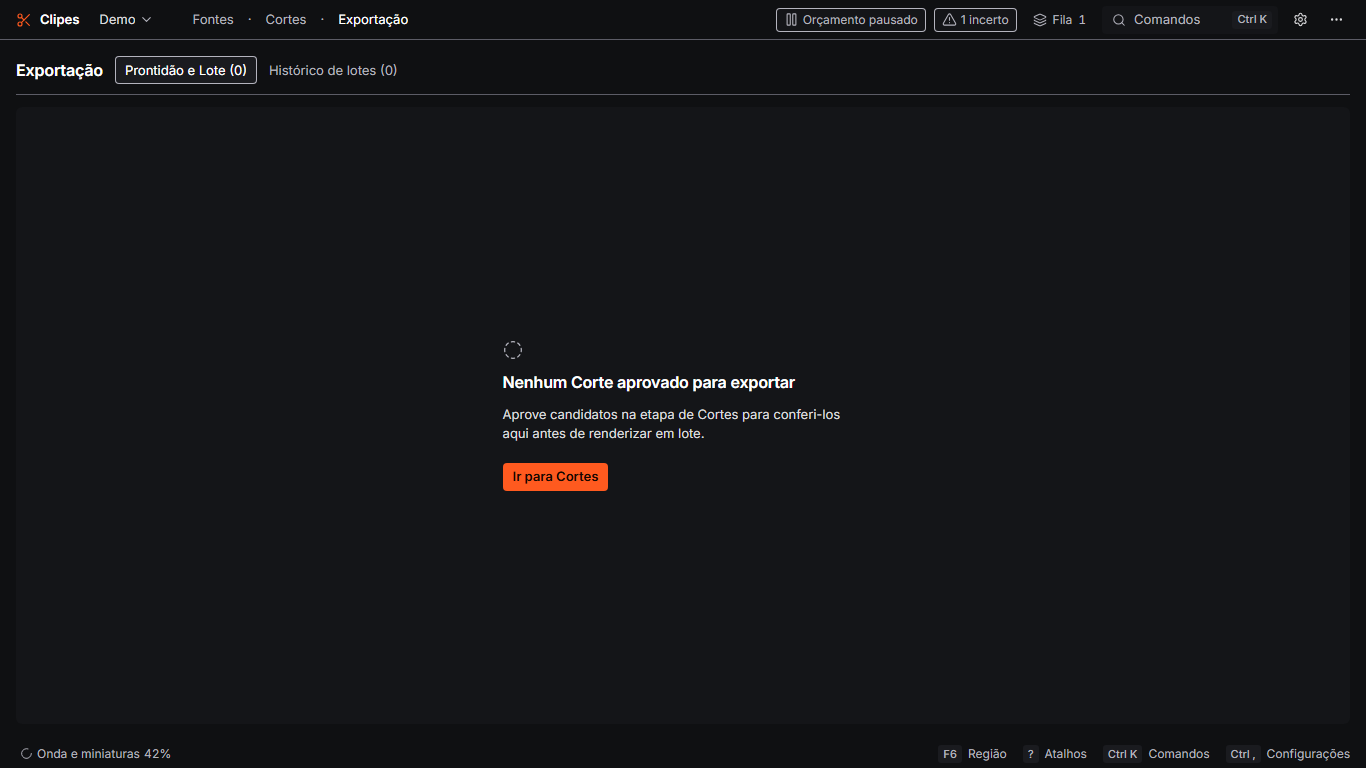 Clipes Demo Fontes · Cortes · Exportação Orçamento pausado 1 incerto Fila 1 Comandos Ctrl K
Exportação Prontidão e Lote (0) Histórico de lotes (0)
Nenhum Corte aprovado para exportar
Aprove candidatos na etapa de Cortes para conferi-los
aqui antes de renderizar em lote.
Ir para Cortes
Onda e miniaturas 42% F6 Região ? Atalhos Ctrl K Comandos Ctrl , Configurações